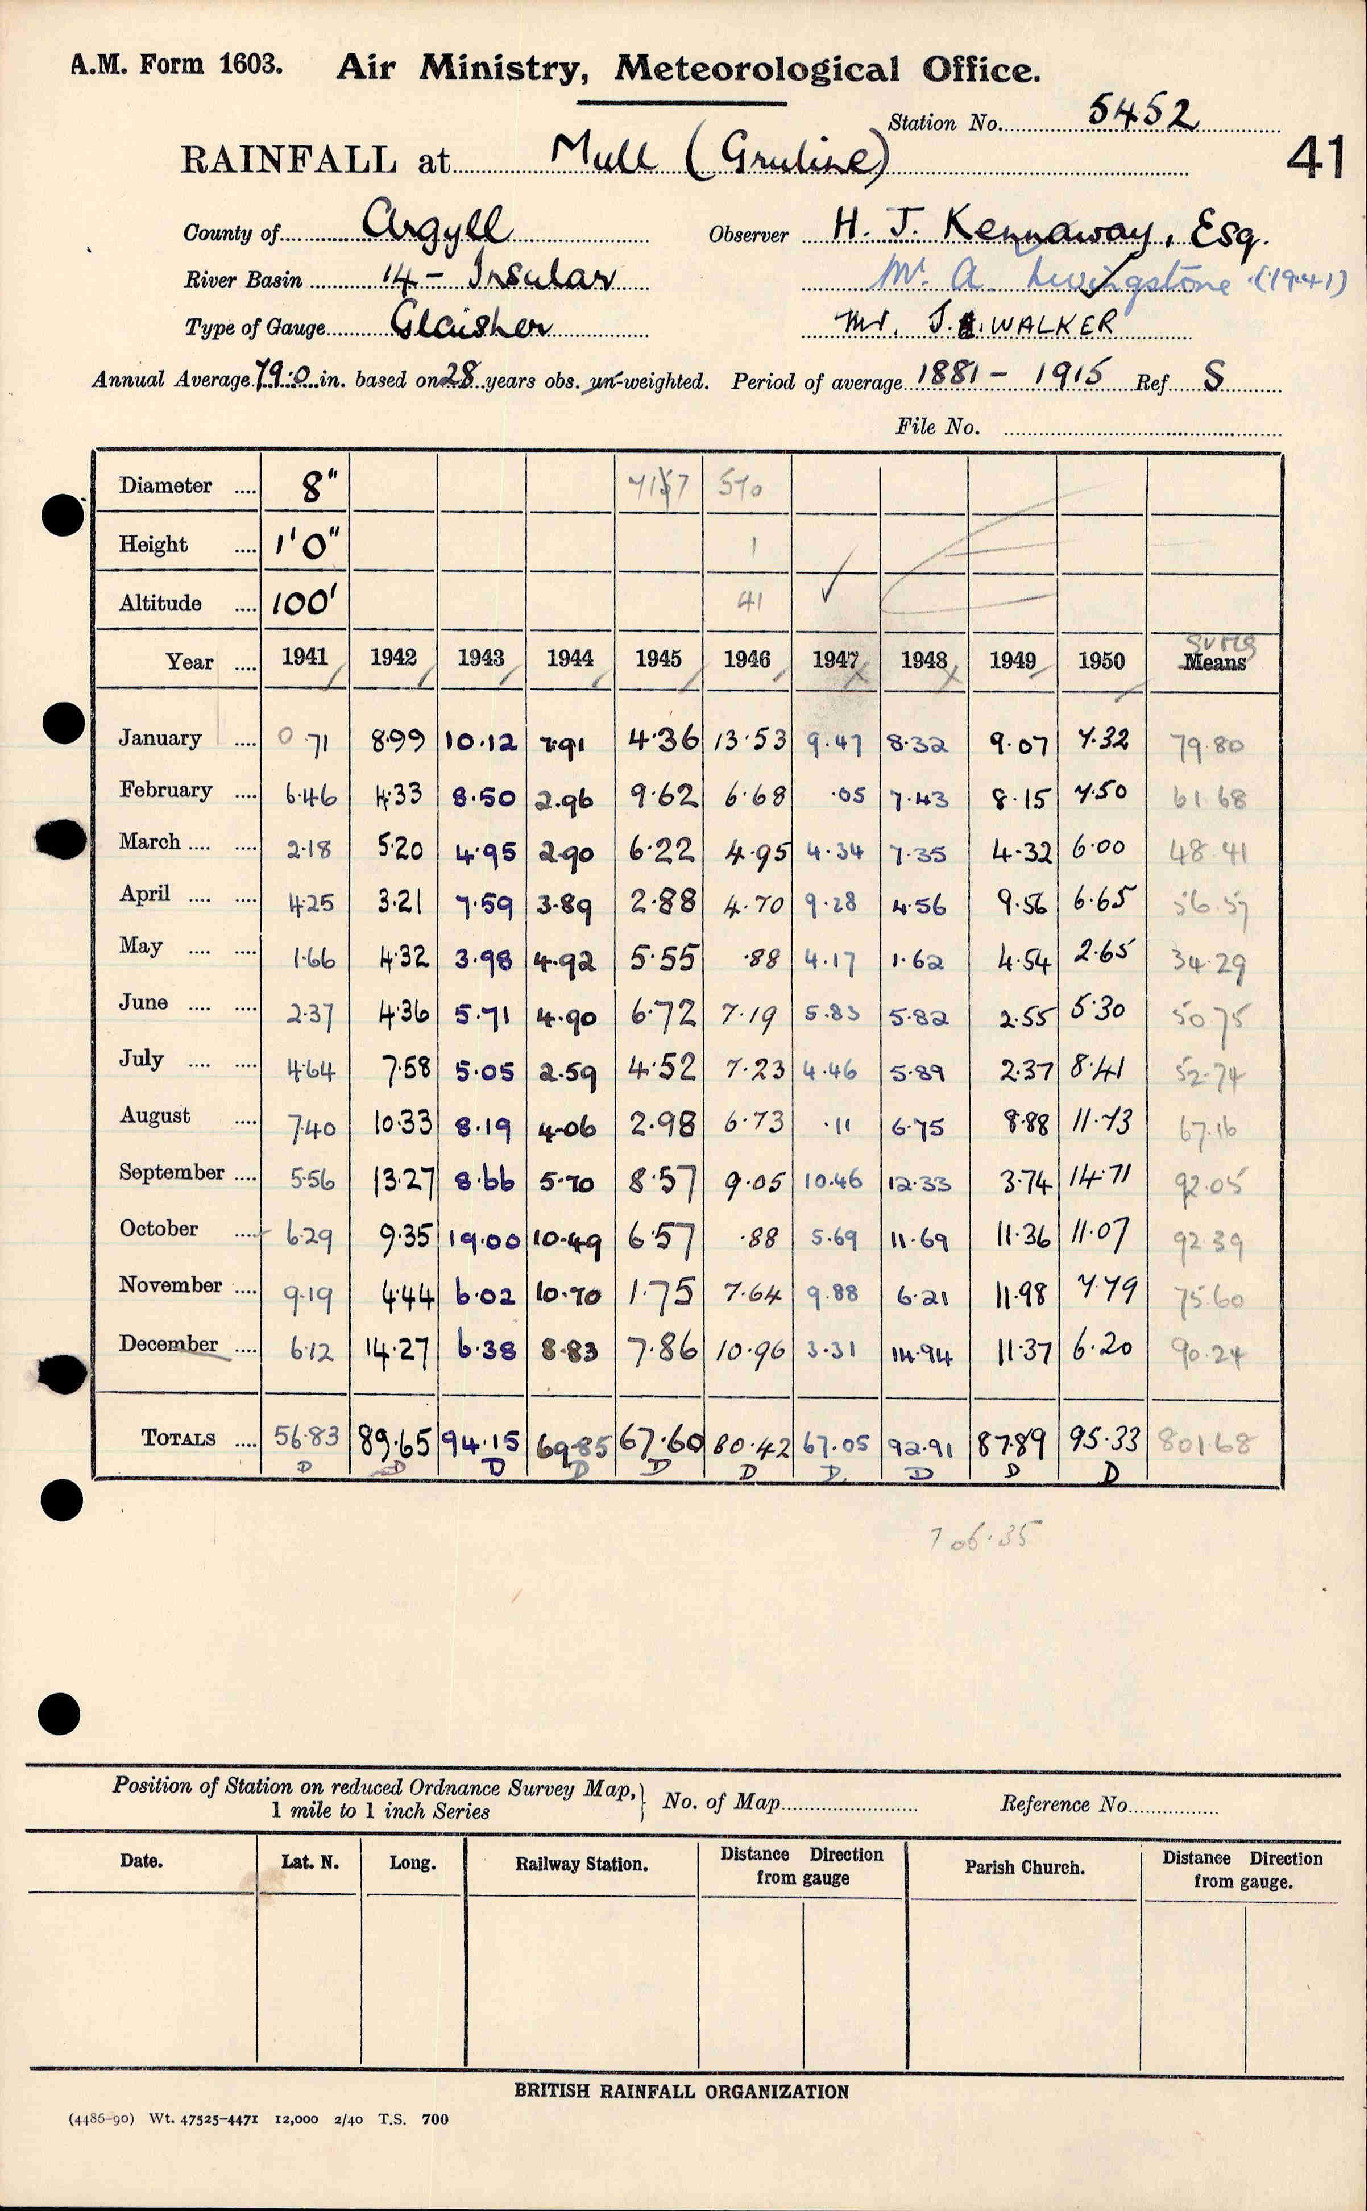 A.M. Form 1603. Air Ministry, Meteorological Office.
Station No. 5452
41
RAINFALL at Mull (Gruline)
County of Argyll Observer H. J. Kennaway, Esq.
River Basin 14 - Insular Mr. A. Livingstone (1941)
Type of Gauge Glaisher Mr. J. A. WALKER
Annual Average 79.0 in. based on 28 years obs. un-weighted. Period of average 1881 - 1915 Ref S
File No.
Diameter 8" 570
Height 1'0" 1
Altitude 100' 41
Sums
Year 1941 1942 1943 1944 1945 1946 1947 1948 1949 1950 Means
January 0.71 8.99 10.12 7.91 4.36 13.53 9.47 8.32 9.07 7.32 79.80
February 6.46 4.33 8.50 2.96 9.62 6.68 .05 7.43 8.15 7.50 61.68
March 2.18 5.20 4.95 2.90 6.22 4.95 4.34 7.35 4.32 6.00 48.41
April 4.25 3.21 7.59 3.89 2.88 4.70 9.28 4.56 9.56 6.65 56.57
May 1.66 4.32 3.98 4.92 5.55 .88 4.17 1.62 4.54 2.65 34.29
June 2.37 4.36 5.71 4.90 6.72 7.19 5.83 5.82 2.55 5.30 50.75
July 4.64 7.58 5.05 2.59 4.52 7.23 4.46 5.89 2.37 8.41 52.74
August 7.40 10.33 8.19 4.06 2.98 6.73 .11 6.75 8.88 11.73 67.16
September 5.56 13.27 8.66 5.70 8.57 9.05 10.46 12.33 3.74 14.71 92.05
October 6.29 9.35 19.00 10.49 6.57 .88 5.69 11.69 11.36 11.07 92.39
November 9.19 4.44 6.02 10.70 1.75 7.64 9.88 6.21 11.98 7.79 75.60
December 6.12 14.27 6.38 8.83 7.86 10.96 3.31 14.94 11.37 6.20 90.24
TOTALS 56.83 89.65 94.15 69.85 67.60 80.42 67.05 92.91 87.89 95.33 801.68
D D D D D D D D D D
706.35
Position of Station on reduced Ordnance Survey Map, 1 mile to 1 inch Series } No. of Map Reference No.
Date. Lat. N. Long. Railway Station. Distance Direction from gauge Parish Church. Distance Direction from gauge.
BRITISH RAINFALL ORGANIZATION
(4486-90) Wt. 47525-4471 12,000 2/40 T.S. 700